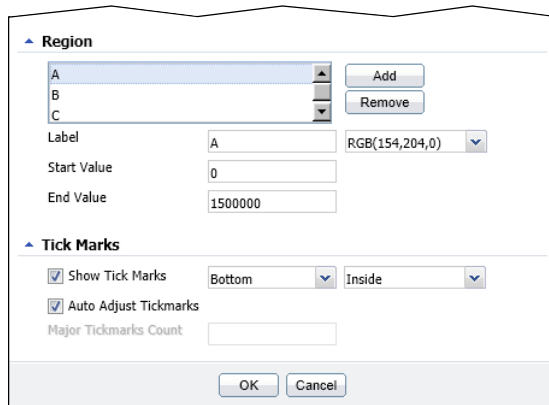 Region
A
B
C
Add
Remove
Label A RGB(154,204,0)
Start Value 0
End Value 1500000
Tick Marks
Show Tick Marks Bottom Inside
Auto Adjust Tickmarks
Major Tickmarks Count
OK Cancel